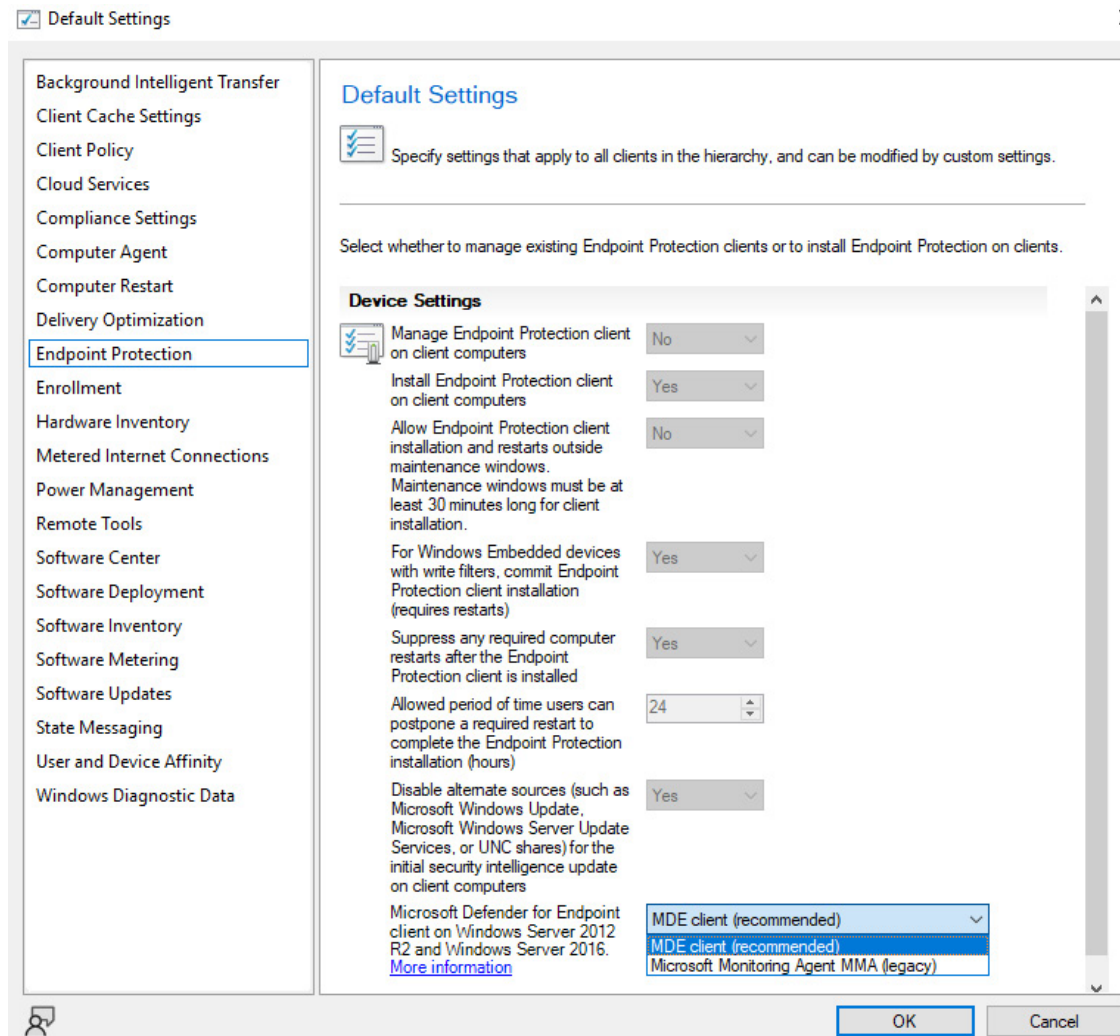 Default Settings
Background Intelligent Transfer
Client Cache Settings
Client Policy
Cloud Services
Compliance Settings
Computer Agent
Computer Restart
Delivery Optimization
Endpoint Protection
Enrollment
Hardware Inventory
Metered Internet Connections
Power Management
Remote Tools
Software Center
Software Deployment
Software Inventory
Software Metering
Software Updates
State Messaging
User and Device Affinity
Windows Diagnostic Data
Default Settings
Specify settings that apply to all clients in the hierarchy, and can be modified by custom settings.
Select whether to manage existing Endpoint Protection clients or to install Endpoint Protection on clients.
Device Settings
Manage Endpoint Protection client
on client computers
No
Install Endpoint Protection client
on client computers
Yes
Allow Endpoint Protection client
installation and restarts outside
maintenance windows.
Maintenance windows must be at
least 30 minutes long for client
installation.
No
For Windows Embedded devices
with write filters, commit Endpoint
Protection client installation
(requires restarts)
Yes
Suppress any required computer
restarts after the Endpoint
Protection client is installed
Yes
Allowed period of time users can
postpone a required restart to
complete the Endpoint Protection
installation (hours)
24
Disable alternate sources (such as
Microsoft Windows Update,
Microsoft Windows Server Update
Services, or UNC shares) for the
initial security intelligence update
on client computers
Yes
Microsoft Defender for Endpoint
client on Windows Server 2012
R2 and Windows Server 2016.
More information
MDE client (recommended)
MDE client (recommended)
Microsoft Monitoring Agent MMA (legacy)
OK
Cancel